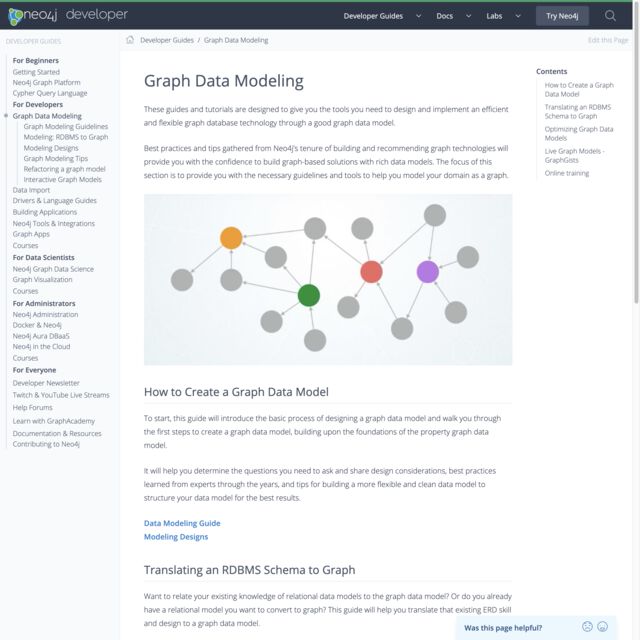 neo4j developer
Developer Guides Docs Labs Try Neo4j
DEVELOPER GUIDES
Developer Guides / Graph Data Modeling
Edit this Page
For Beginners
Getting Started
Neo4j Graph Platform
Cypher Query Language
For Developers
Graph Data Modeling
Graph Modeling Guidelines
Modeling: RDBMS to Graph
Modeling Designs
Graph Modeling Tips
Refactoring a graph model
Interactive Graph Models
Data Import
Drivers & Language Guides
Building Applications
Neo4j Tools & Integrations
Graph Apps
Courses
For Data Scientists
Neo4j Graph Data Science
Graph Visualization
Courses
For Administrators
Neo4j Administration
Docker & Neo4j
Neo4j Aura DBaaS
Neo4j in the Cloud
Courses
For Everyone
Developer Newsletter
Twitch & YouTube Live Streams
Help Forums
Learn with GraphAcademy
Documentation & Resources
Contributing to Neo4j
Graph Data Modeling
These guides and tutorials are designed to give you the tools you need to design and implement an efficient
and flexible graph database technology through a good graph data model.
Best practices and tips gathered from Neo4j's tenure of building and recommending graph technologies will
provide you with the confidence to build graph-based solutions with rich data models. The focus of this
section is to provide you with the necessary guidelines and tools to help you model your domain as a graph.
How to Create a Graph Data Model
To start, this guide will introduce the basic process of designing a graph data model and walk you through
the first steps to create a graph data model, building upon the foundations of the property graph data
model.
It will help you determine the questions you need to ask and share design considerations, best practices
learned from experts through the years, and tips for building a more flexible and clean data model to
structure your data model for the best results.
Data Modeling Guide
Modeling Designs
Translating an RDBMS Schema to Graph
Want to relate your existing knowledge of relational data models to the graph data model? Or do you already
have a relational model you want to convert to graph? This guide will help you translate that existing ERD skill
and design to a graph data model.
Contents
How to Create a Graph
Data Model
Translating an RDBMS
Schema to Graph
Optimizing Graph Data
Models
Live Graph Models -
GraphGists
Online training
Was this page helpful?